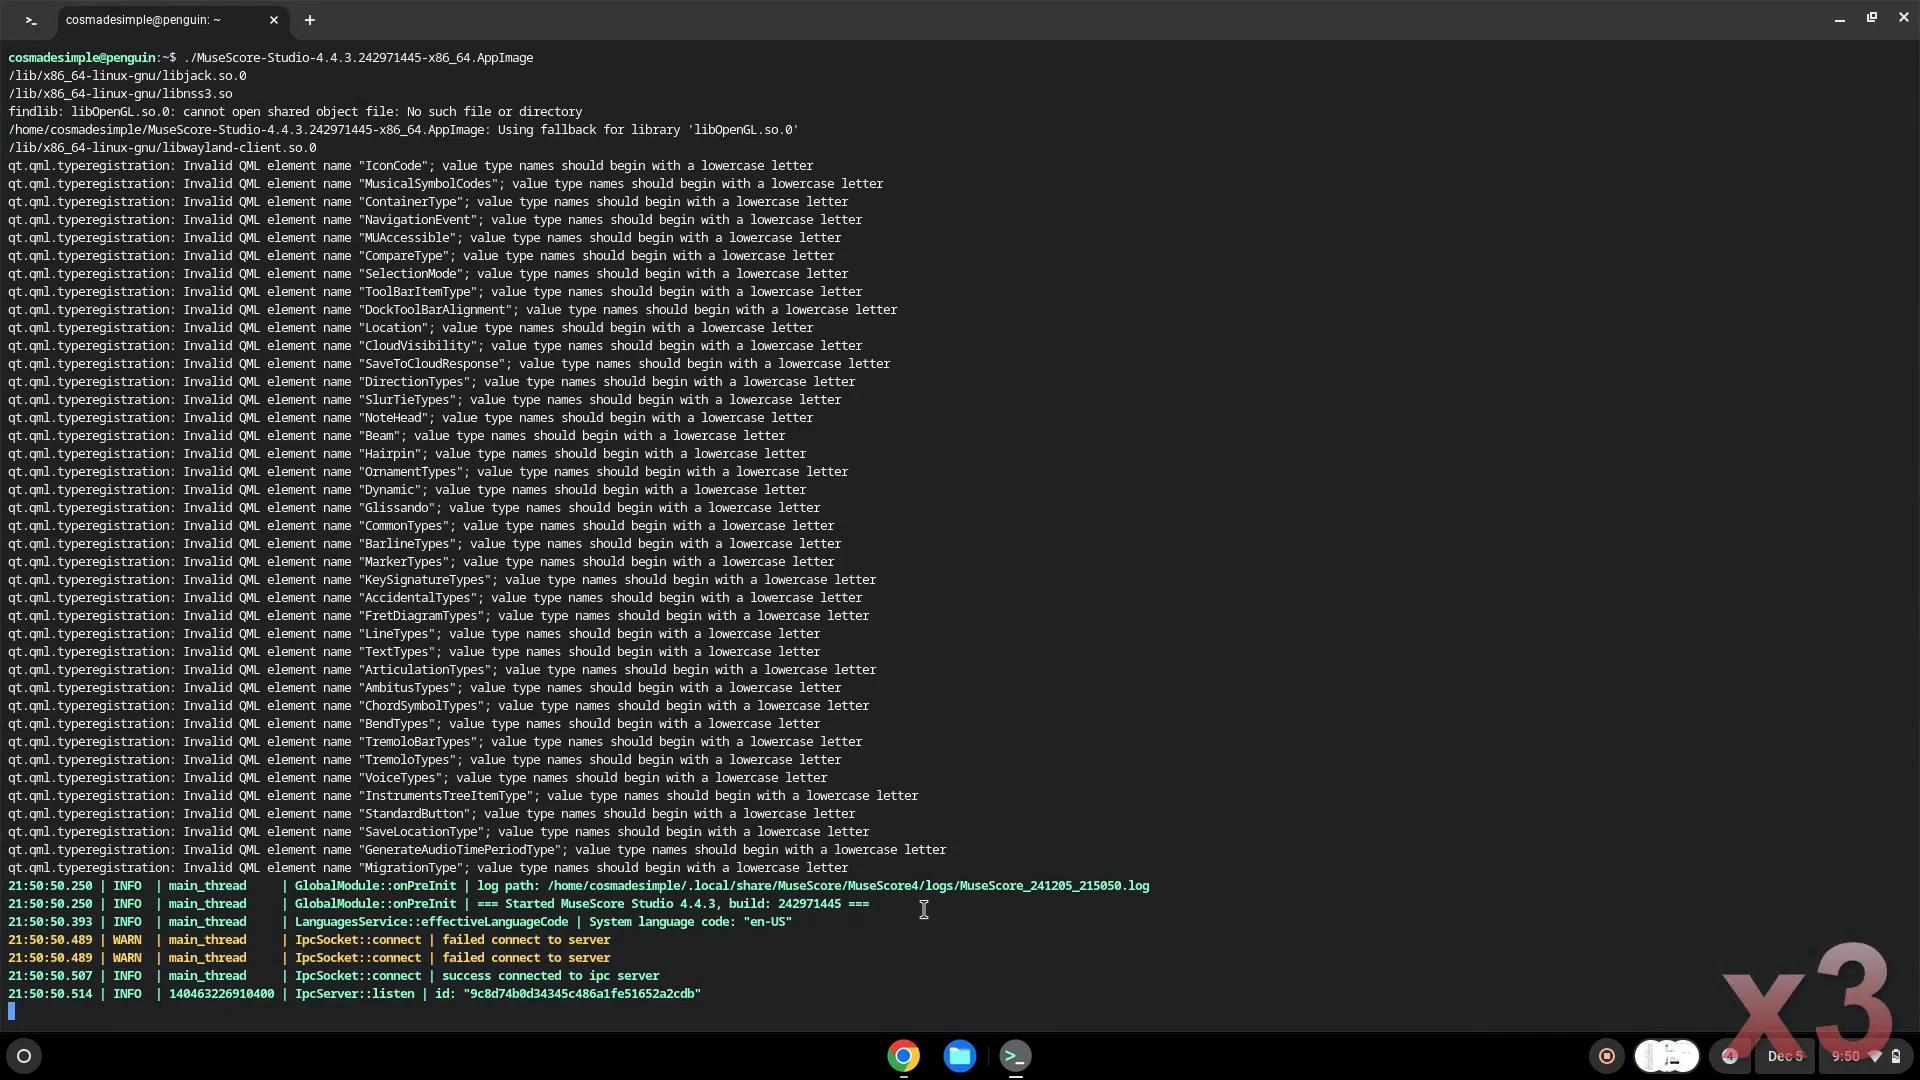 cosmadesimple@penguin: ~
cosmadesimple@penguin:~$ ./MuseScore-Studio-4.4.3.242971445-x86_64.AppImage
/lib/x86_64-linux-gnu/libjack.so.0
/lib/x86_64-linux-gnu/libnss3.so
findlib: libOpenGL.so.0: cannot open shared object file: No such file or directory
/home/cosmadesimple/MuseScore-Studio-4.4.3.242971445-x86_64.AppImage: Using fallback for library 'libOpenGL.so.0'
/lib/x86_64-linux-gnu/libwayland-client.so.0
qt.qml.typeregistration: Invalid QML element name "IconCode"; value type names should begin with a lowercase letter
qt.qml.typeregistration: Invalid QML element name "MusicalSymbolCodes"; value type names should begin with a lowercase letter
qt.qml.typeregistration: Invalid QML element name "ContainerType"; value type names should begin with a lowercase letter
qt.qml.typeregistration: Invalid QML element name "NavigationEvent"; value type names should begin with a lowercase letter
qt.qml.typeregistration: Invalid QML element name "MUAccessible"; value type names should begin with a lowercase letter
qt.qml.typeregistration: Invalid QML element name "CompareType"; value type names should begin with a lowercase letter
qt.qml.typeregistration: Invalid QML element name "SelectionMode"; value type names should begin with a lowercase letter
qt.qml.typeregistration: Invalid QML element name "ToolBarItemType"; value type names should begin with a lowercase letter
qt.qml.typeregistration: Invalid QML element name "DockToolBarAlignment"; value type names should begin with a lowercase letter
qt.qml.typeregistration: Invalid QML element name "Location"; value type names should begin with a lowercase letter
qt.qml.typeregistration: Invalid QML element name "CloudVisibility"; value type names should begin with a lowercase letter
qt.qml.typeregistration: Invalid QML element name "SaveToCloudResponse"; value type names should begin with a lowercase letter
qt.qml.typeregistration: Invalid QML element name "DirectionTypes"; value type names should begin with a lowercase letter
qt.qml.typeregistration: Invalid QML element name "SlurTieTypes"; value type names should begin with a lowercase letter
qt.qml.typeregistration: Invalid QML element name "NoteHead"; value type names should begin with a lowercase letter
qt.qml.typeregistration: Invalid QML element name "Beam"; value type names should begin with a lowercase letter
qt.qml.typeregistration: Invalid QML element name "Hairpin"; value type names should begin with a lowercase letter
qt.qml.typeregistration: Invalid QML element name "OrnamentTypes"; value type names should begin with a lowercase letter
qt.qml.typeregistration: Invalid QML element name "Dynamic"; value type names should begin with a lowercase letter
qt.qml.typeregistration: Invalid QML element name "Glissando"; value type names should begin with a lowercase letter
qt.qml.typeregistration: Invalid QML element name "CommonTypes"; value type names should begin with a lowercase letter
qt.qml.typeregistration: Invalid QML element name "BarlineTypes"; value type names should begin with a lowercase letter
qt.qml.typeregistration: Invalid QML element name "MarkerTypes"; value type names should begin with a lowercase letter
qt.qml.typeregistration: Invalid QML element name "KeySignatureTypes"; value type names should begin with a lowercase letter
qt.qml.typeregistration: Invalid QML element name "AccidentalTypes"; value type names should begin with a lowercase letter
qt.qml.typeregistration: Invalid QML element name "FretDiagramTypes"; value type names should begin with a lowercase letter
qt.qml.typeregistration: Invalid QML element name "LineTypes"; value type names should begin with a lowercase letter
qt.qml.typeregistration: Invalid QML element name "TextTypes"; value type names should begin with a lowercase letter
qt.qml.typeregistration: Invalid QML element name "ArticulationTypes"; value type names should begin with a lowercase letter
qt.qml.typeregistration: Invalid QML element name "AmbitusTypes"; value type names should begin with a lowercase letter
qt.qml.typeregistration: Invalid QML element name "ChordSymbolTypes"; value type names should begin with a lowercase letter
qt.qml.typeregistration: Invalid QML element name "BendTypes"; value type names should begin with a lowercase letter
qt.qml.typeregistration: Invalid QML element name "TremoloBarTypes"; value type names should begin with a lowercase letter
qt.qml.typeregistration: Invalid QML element name "TremoloTypes"; value type names should begin with a lowercase letter
qt.qml.typeregistration: Invalid QML element name "VoiceTypes"; value type names should begin with a lowercase letter
qt.qml.typeregistration: Invalid QML element name "InstrumentsTreeItemType"; value type names should begin with a lowercase letter
qt.qml.typeregistration: Invalid QML element name "StandardButton"; value type names should begin with a lowercase letter
qt.qml.typeregistration: Invalid QML element name "SaveLocationType"; value type names should begin with a lowercase letter
qt.qml.typeregistration: Invalid QML element name "GenerateAudioTimePeriodType"; value type names should begin with a lowercase letter
qt.qml.typeregistration: Invalid QML element name "MigrationType"; value type names should begin with a lowercase letter
21:50:50.250 | INFO  | main_thread     | GlobalModule::onPreInit | log path: /home/cosmadesimple/.local/share/MuseScore/MuseScore4/logs/MuseScore_241205_215050.log
21:50:50.250 | INFO  | main_thread     | GlobalModule::onPreInit | === Started MuseScore Studio 4.4.3, build: 242971445 ===
21:50:50.393 | INFO  | main_thread     | LanguagesService::effectiveLanguageCode | System language code: "en-US"
21:50:50.489 | WARN  | main_thread     | IpcSocket::connect | failed connect to server
21:50:50.489 | WARN  | main_thread     | IpcSocket::connect | failed connect to server
21:50:50.507 | INFO  | main_thread     | IpcSocket::connect | success connected to ipc server
21:50:50.514 | INFO  | 140463226910400 | IpcServer::listen | id: "9c8d74b0d34345c486a1fe51652a2cdb"
x3
4 Dec 5 9:50